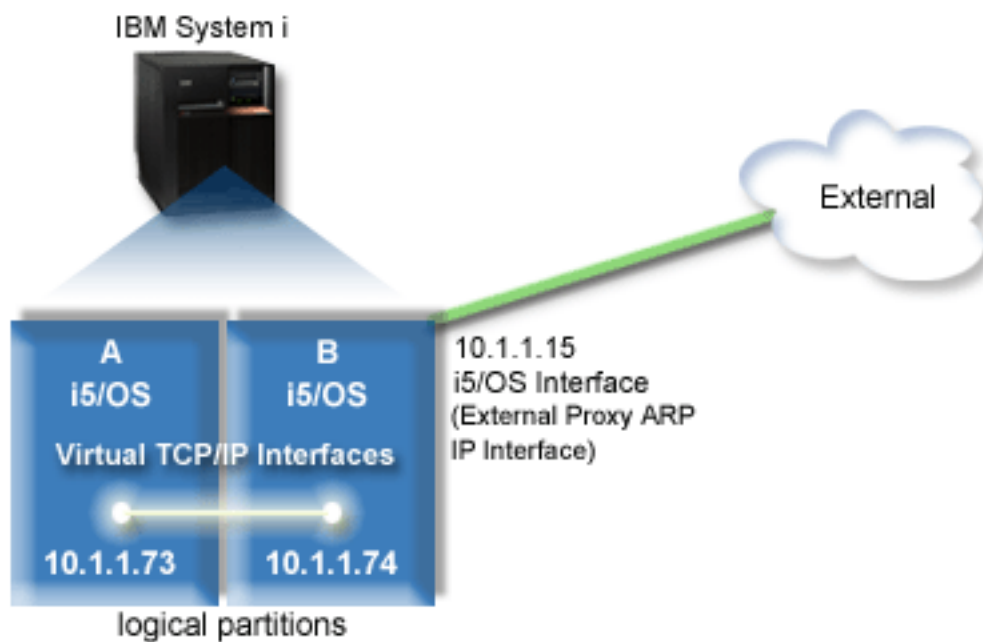 IBM System i
External
A
i5/OS
B
i5/OS
10.1.1.15
i5/OS Interface
(External Proxy ARP
IP Interface)
Virtual TCP/IP Interfaces
10.1.1.73
10.1.1.74
logical partitions